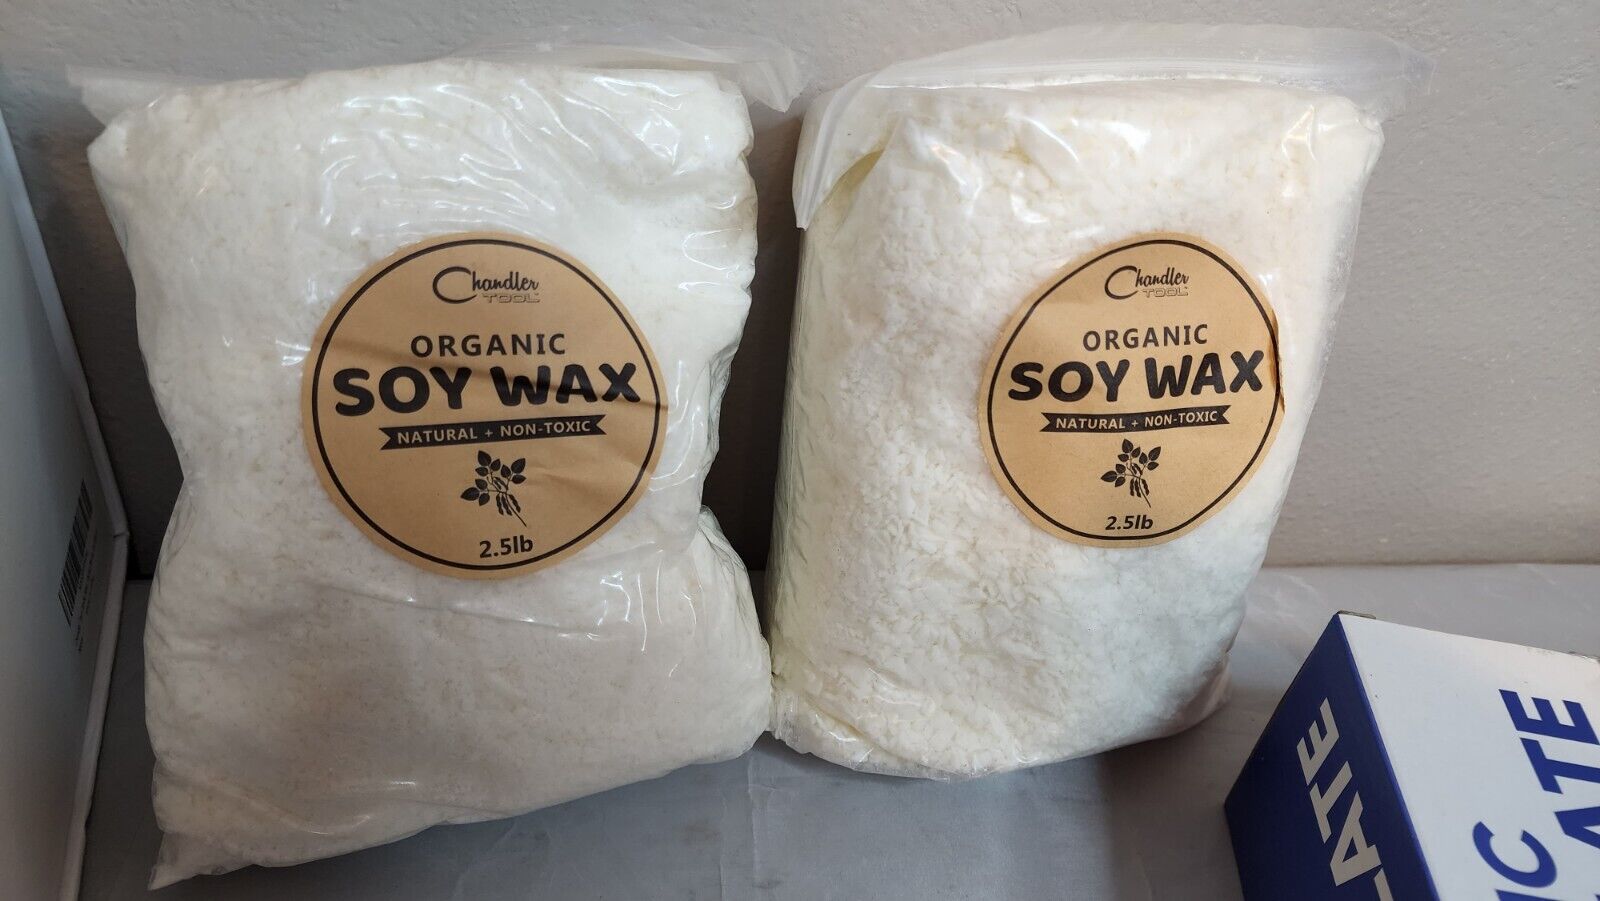 Chandler
TOOL
ORGANIC
SOY WAX
NATURAL + NON-TOXIC
2.5lb
Chandler
TOOL
ORGANIC
SOY WAX
NATURAL + NON-TOXIC
2.5lb